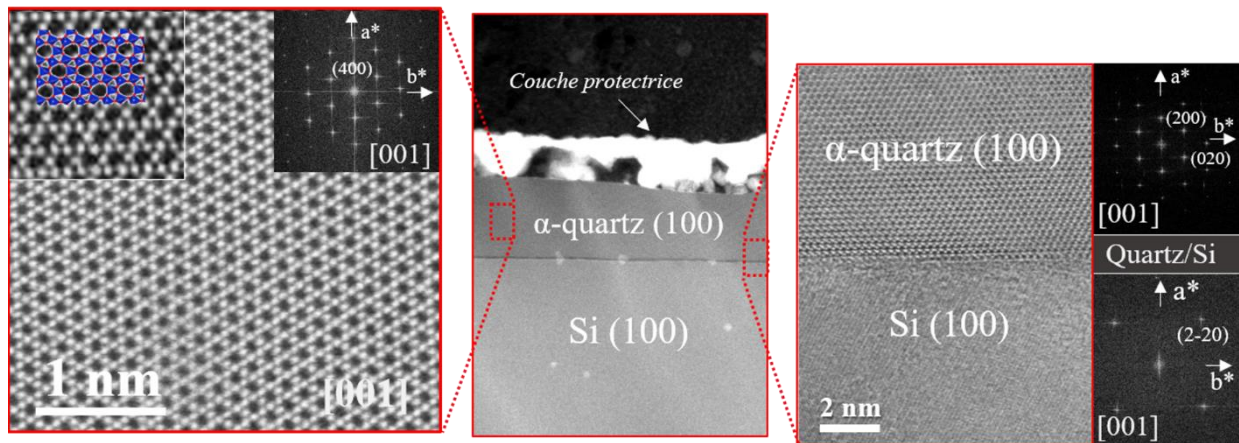 a*
(400)
b*
[001]
1 nm
[001]
Couche protectrice
α-quartz (100)
Si (100)
α-quartz (100)
Si (100)
2 nm
a*
(200)
b*
(020)
[001]
Quartz/Si
a*
(2-20)
b*
[001]